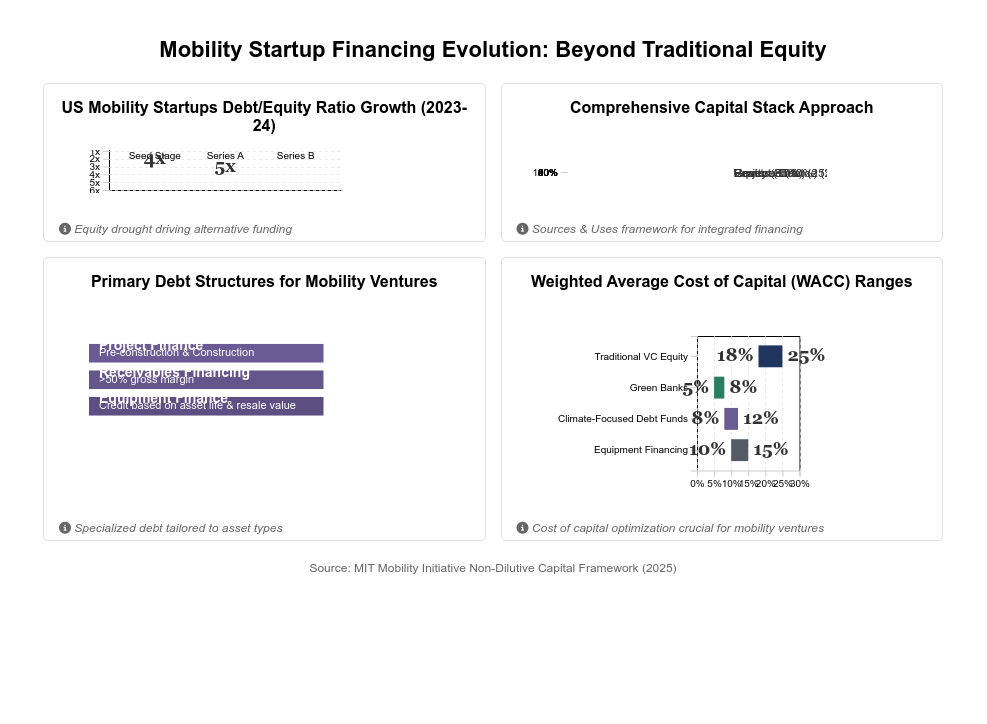 Mobility Startup Financing Evolution: Beyond Traditional Equity
US Mobility Startups Debt/Equity Ratio Growth (2023-
24)
1x
2x
3x
4x
5x
6x
Seed Stage
Series A
Series B
4x
5x
Equity drought driving alternative funding
Comprehensive Capital Stack Approach
Sources & Uses framework for integrated financing
Primary Debt Structures for Mobility Ventures
Project Finance
Pre-construction & Construction
Receivables Financing
>50% gross margin
Equipment Finance
Credit based on asset life & resale value
Specialized debt tailored to asset types
Weighted Average Cost of Capital (WACC) Ranges
Traditional VC Equity 18% 25%
Green Banks 5% 8%
Climate-Focused Debt Funds 8% 12%
Equipment Financing 10% 15%
0% 5% 10% 15% 20% 25% 30%
Cost of capital optimization crucial for mobility ventures
Source: MIT Mobility Initiative Non-Dilutive Capital Framework (2025)